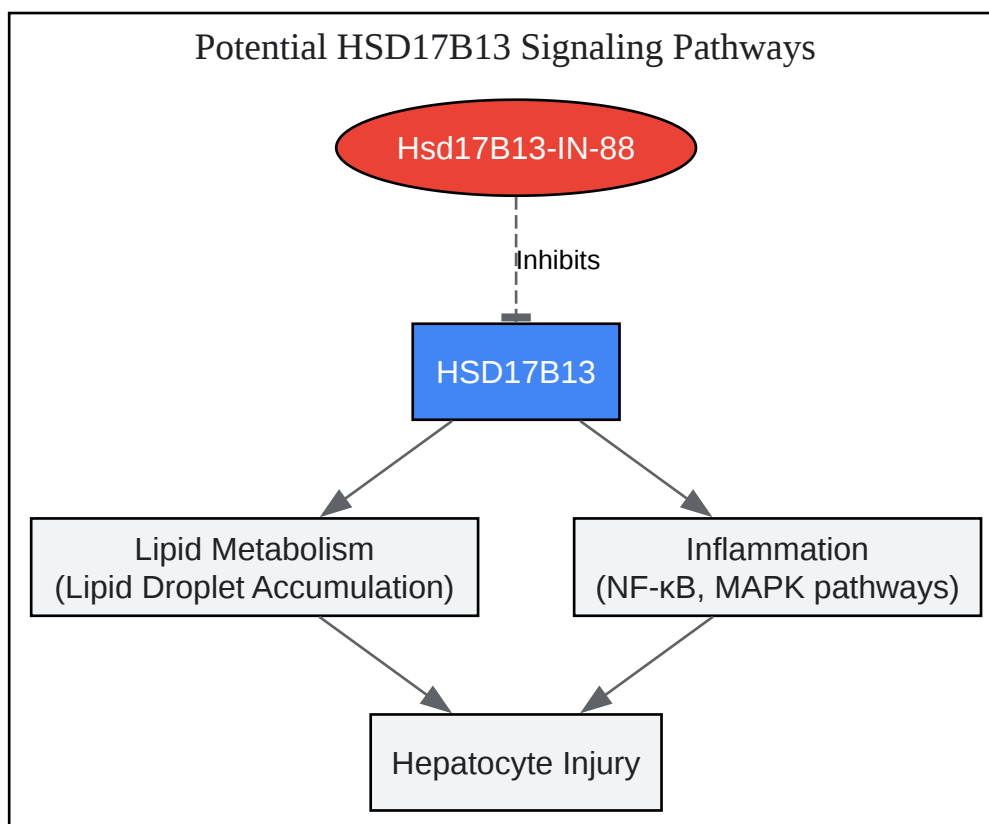 Potential HSD17B13 Signaling Pathways
Hsd17B13-IN-88
Inhibits
HSD17B13
Lipid Metabolism
(Lipid Droplet Accumulation)
Inflammation
(NF-κB, MAPK pathways)
Hepatocyte Injury